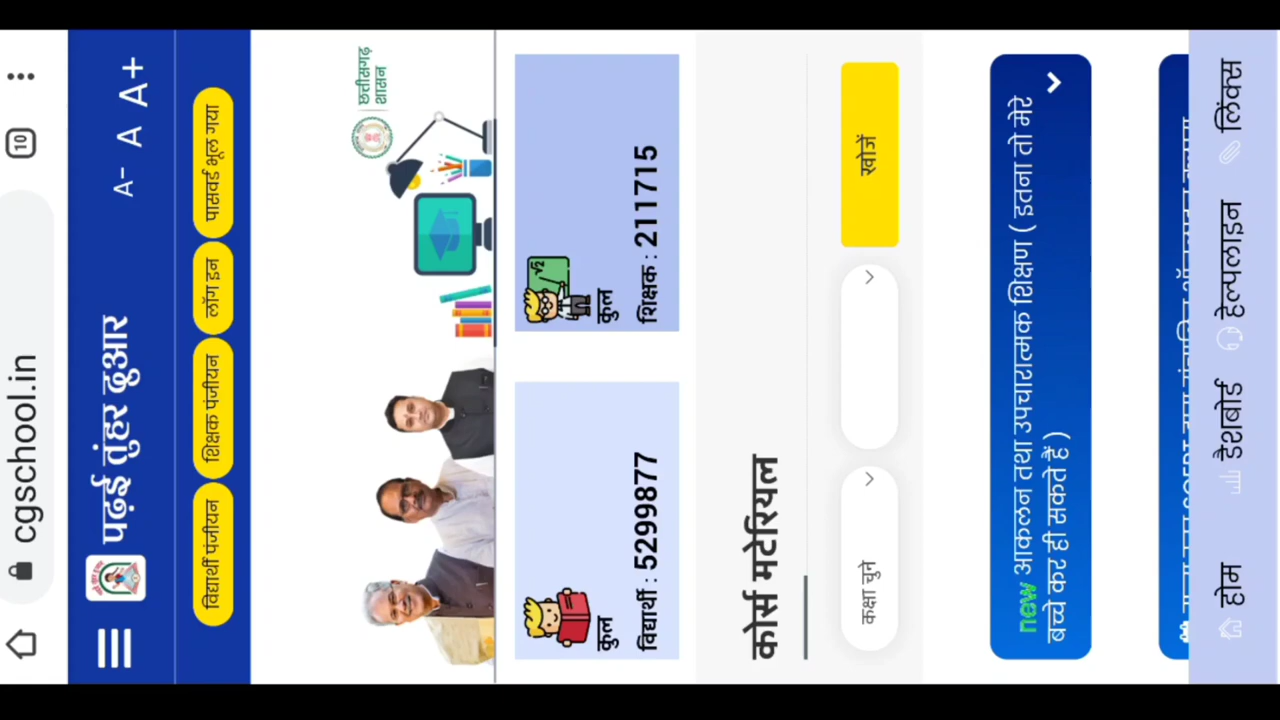 10
cgschool.in
पढ़ई तुंहर दुआर
A- A A+
विद्यार्थी पंजीयन
शिक्षक पंजीयन
लॉग इन
पासवर्ड भूल गया
छत्तीसगढ़
शासन
कुल
विद्यार्थी : 5299877
कुल
शिक्षक : 211715
कोर्स मटेरियल
कक्षा चुने
खोजें
new आकलन तथा उपचारात्मक शिक्षण ( इतना तो मेरे
बच्चे कर ही सकते हैं )
होम
डैशबोर्ड
हेल्पलाइन
लिंक्स